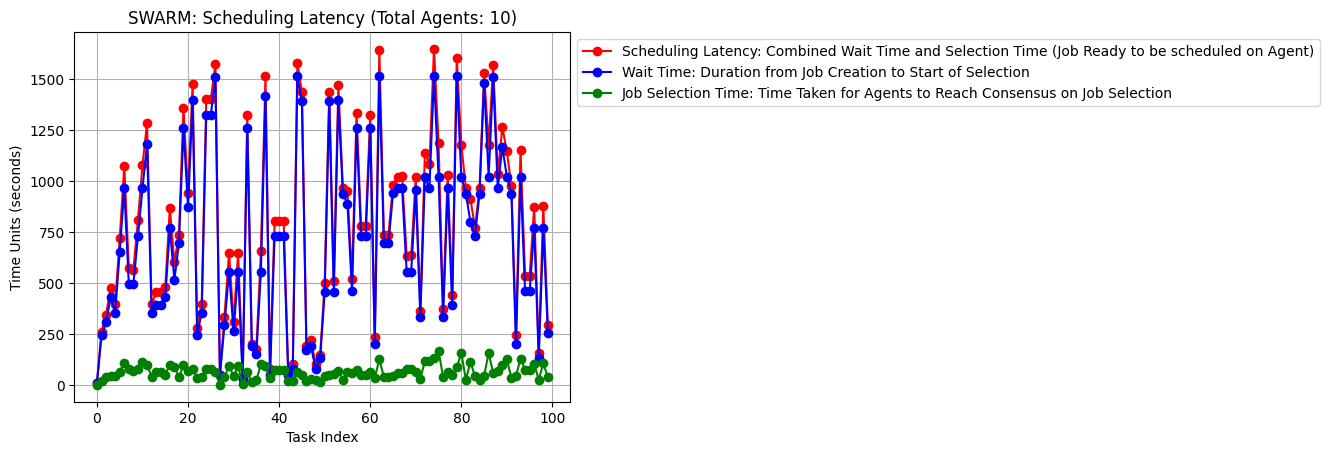 SWARM: Scheduling Latency (Total Agents: 10)
Scheduling Latency: Combined Wait Time and Selection Time (Job Ready to be scheduled on Agent)
Wait Time: Duration from Job Creation to Start of Selection
Job Selection Time: Time Taken for Agents to Reach Consensus on Job Selection
Time Units (seconds)
1500
1250
1000
750
500
250
0
0 20 40 60 80 100
Task Index